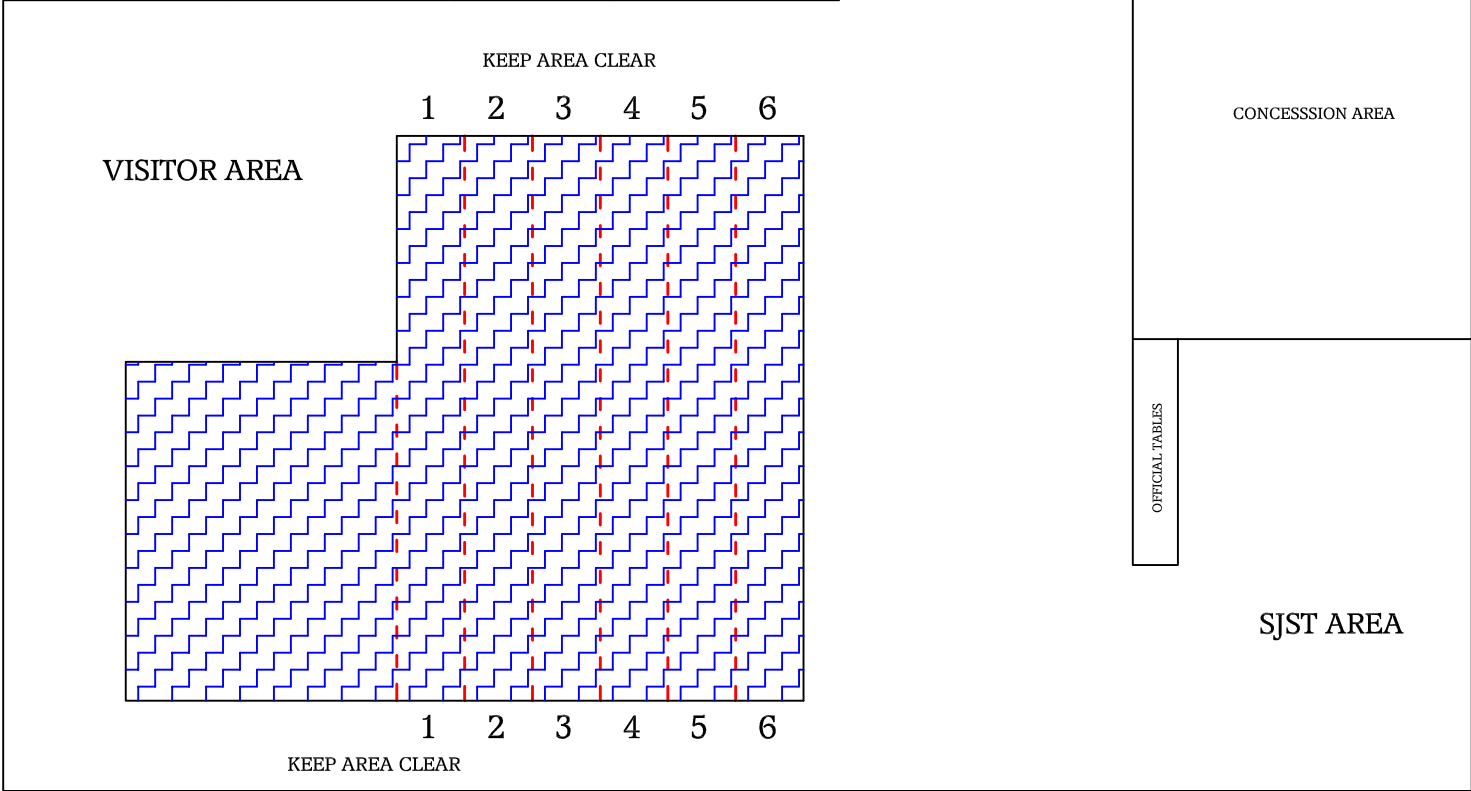 KEEP AREA CLEAR
1 2 3 4 5 6
CONCESSSION AREA
VISITOR AREA
OFFICIAL TABLES
SJST AREA
1 2 3 4 5 6
KEEP AREA CLEAR